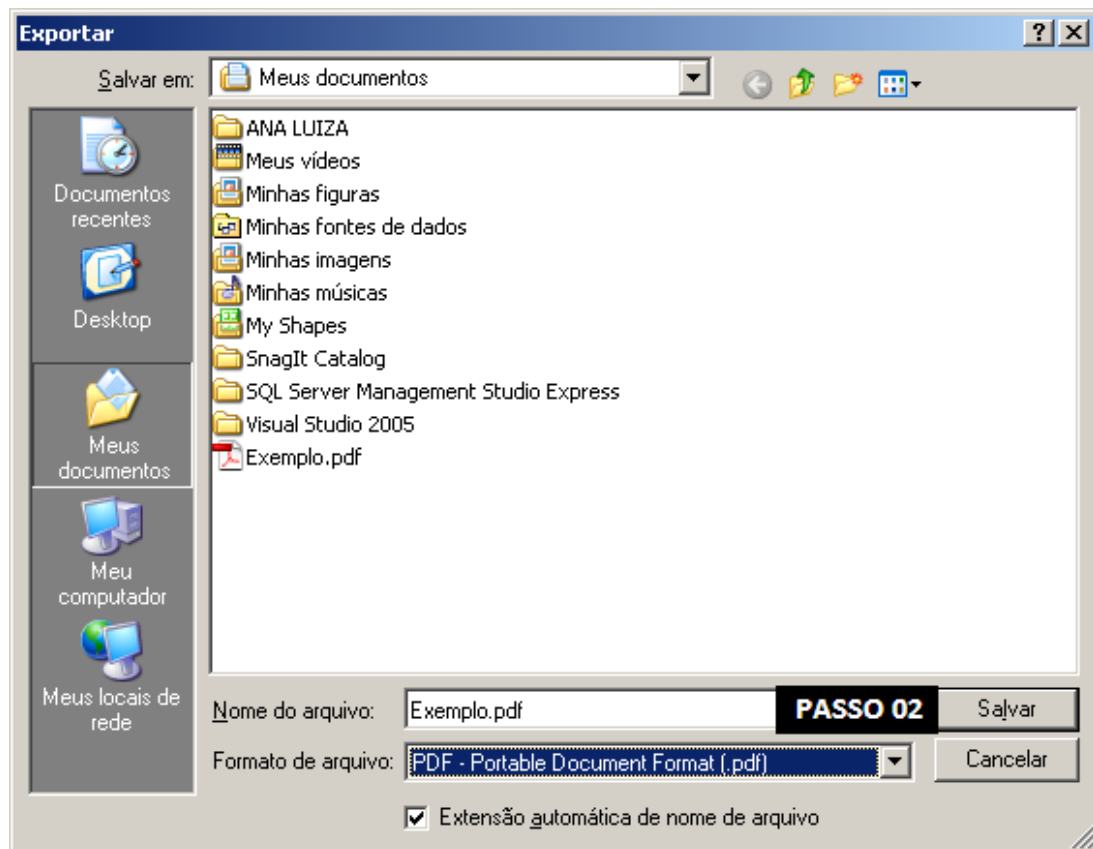 Exportar
Salvar em:
Meus documentos
Documentos
recentes
Desktop
Meus
documentos
Meu
computador
Meus locais de
rede
ANA LUIZA
Meus vídeos
Minhas figuras
Minhas fontes de dados
Minhas imagens
Minhas músicas
My Shapes
SnagIt Catalog
SQL Server Management Studio Express
Visual Studio 2005
Exemplo.pdf
Nome do arquivo: Exemplo.pdf PASSO 02 Salvar
Formato de arquivo: PDF - Portable Document Format (.pdf) Cancelar
Extensão automática de nome de arquivo